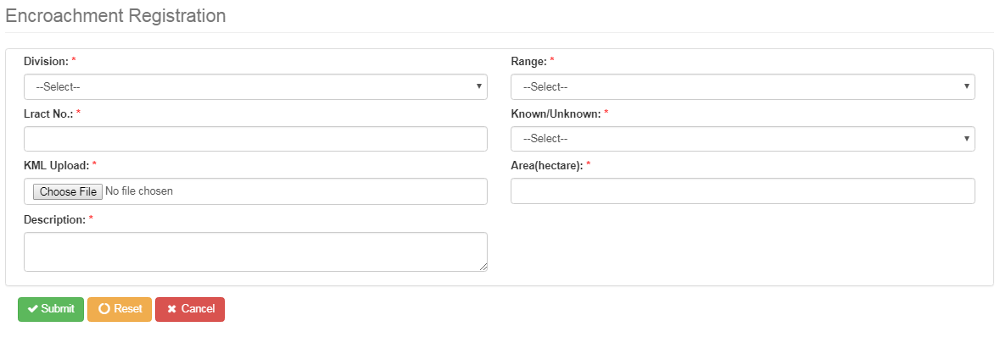 Encroachment Registration
Division: *
Range: *
--Select--
--Select--
Lract No.: *
Known/Unknown: *
--Select--
KML Upload: *
Area(hectare): *
Choose File No file chosen
Description: *
Submit
Reset
Cancel